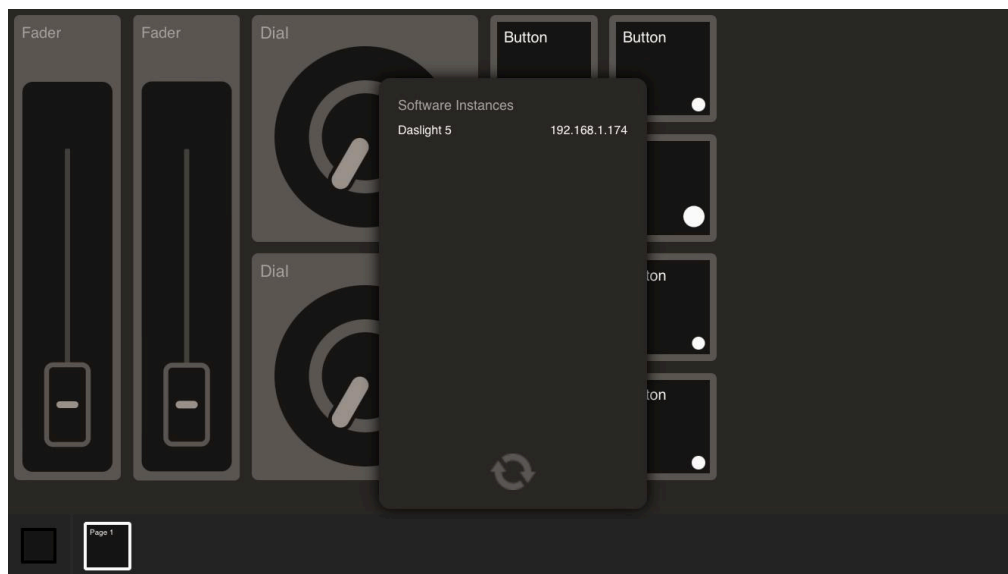 Fader
Fader
Dial
Button
Button
Software Instances
Daslight 5 192.168.1.174
Dial
ton
ton
Page 1